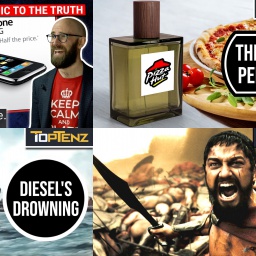 IC TO THE TRUTH
one
G
Half the price.'
KEEP
CALM
AND
TOPTENZ
Pizza
Hut
THE
PE
DIESEL'S
DROWNING